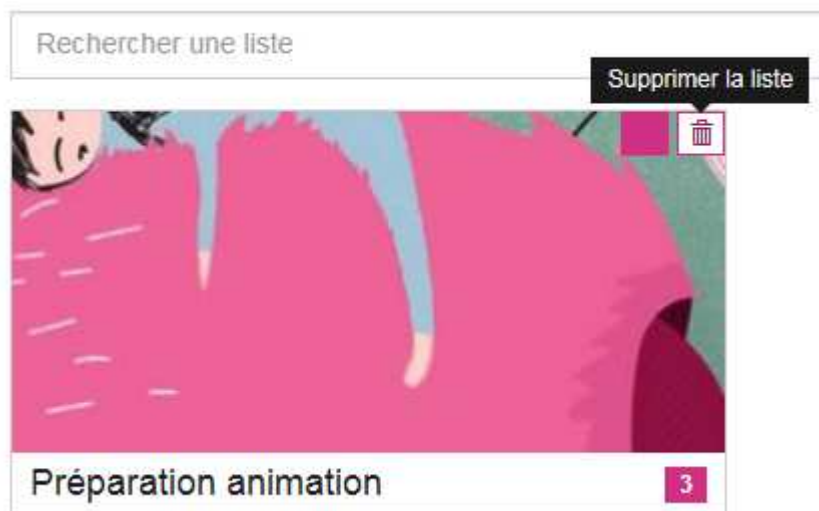 Rechercher une liste
Supprimer la liste
Préparation animation
3